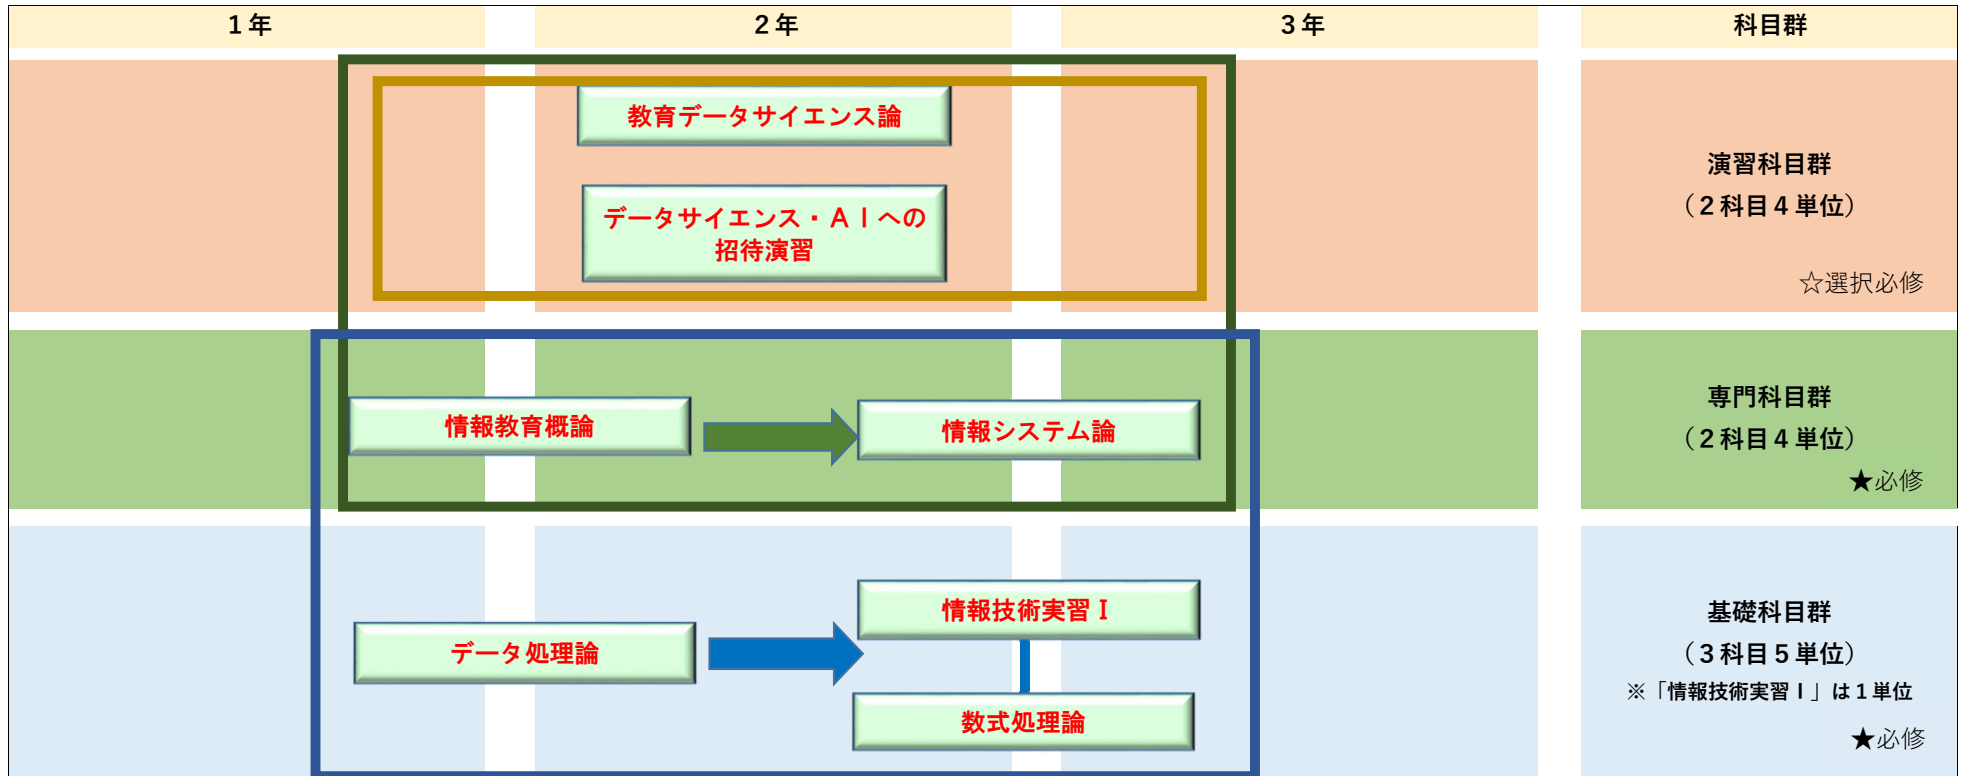 1年
2年
3年
科目群
教育データサイエンス論
データサイエンス・AIへの
招待演習
演習科目群
（2科目4単位）
☆選択必修
情報教育概論
情報システム論
専門科目群
（2科目4単位）
★必修
データ処理論
情報技術実習Ⅰ
数式処理論
基礎科目群
（3科目5単位）
※「情報技術実習Ⅰ」は1単位
★必修